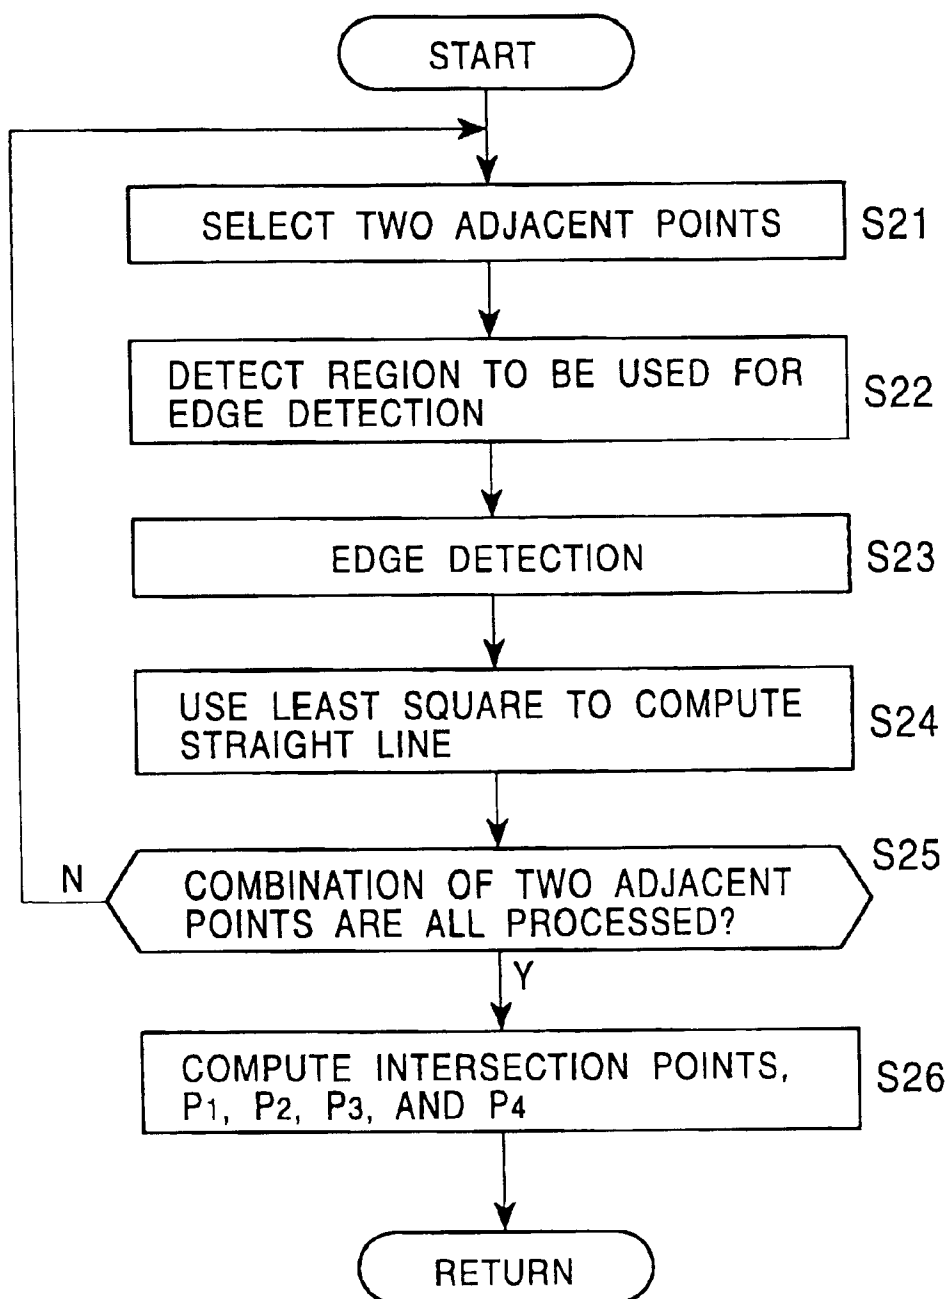 START
SELECT TWO ADJACENT POINTS
S21
DETECT REGION TO BE USED FOR
EDGE DETECTION
S22
EDGE DETECTION
S23
USE LEAST SQUARE TO COMPUTE
STRAIGHT LINE
S24
S25
N
COMBINATION OF TWO ADJACENT
POINTS ARE ALL PROCESSED?
Y
COMPUTE INTERSECTION POINTS,
P1, P2, P3, AND P4
S26
RETURN